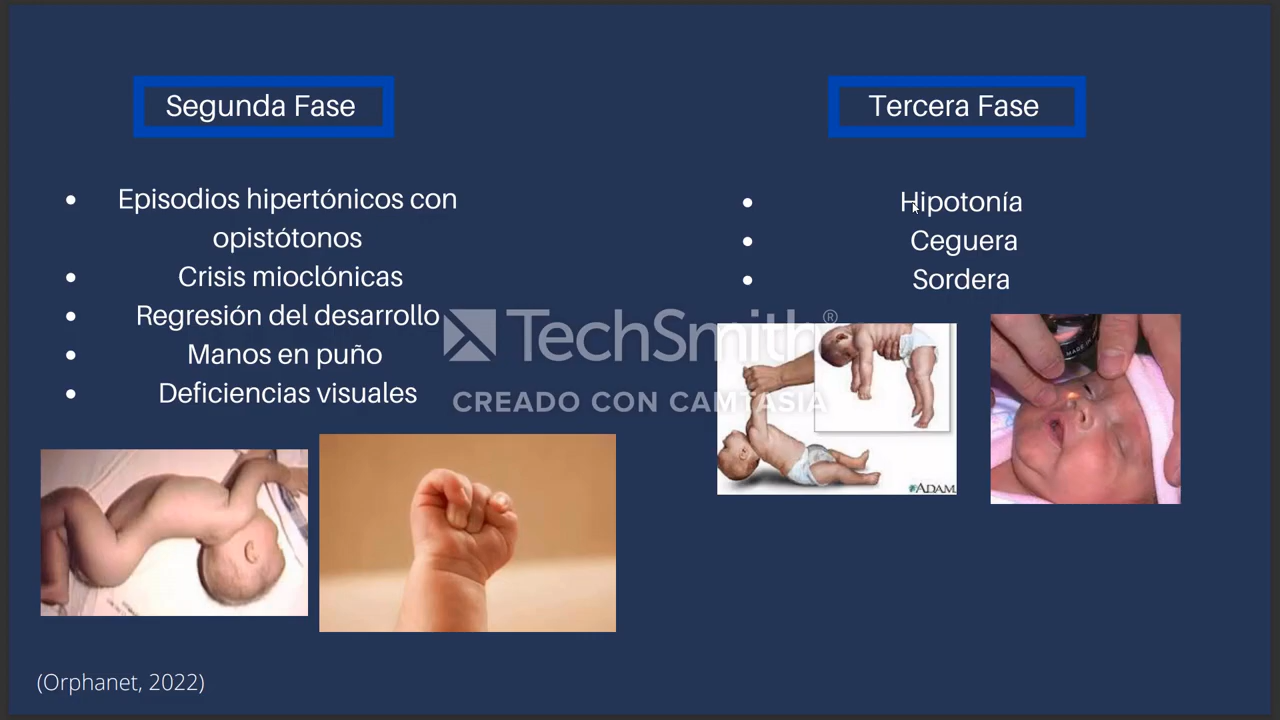 Segunda Fase
Episodios hipertónicos con
opistótonos
Crisis mioclónicas
Regresión del desarrollo
Manos en puño
Deficiencias visuales
Tercera Fase
Hipotonía
Ceguera
Sordera
TechSmith®
CREADO CON CAMTASIA
ADAM
(Orphanet, 2022)